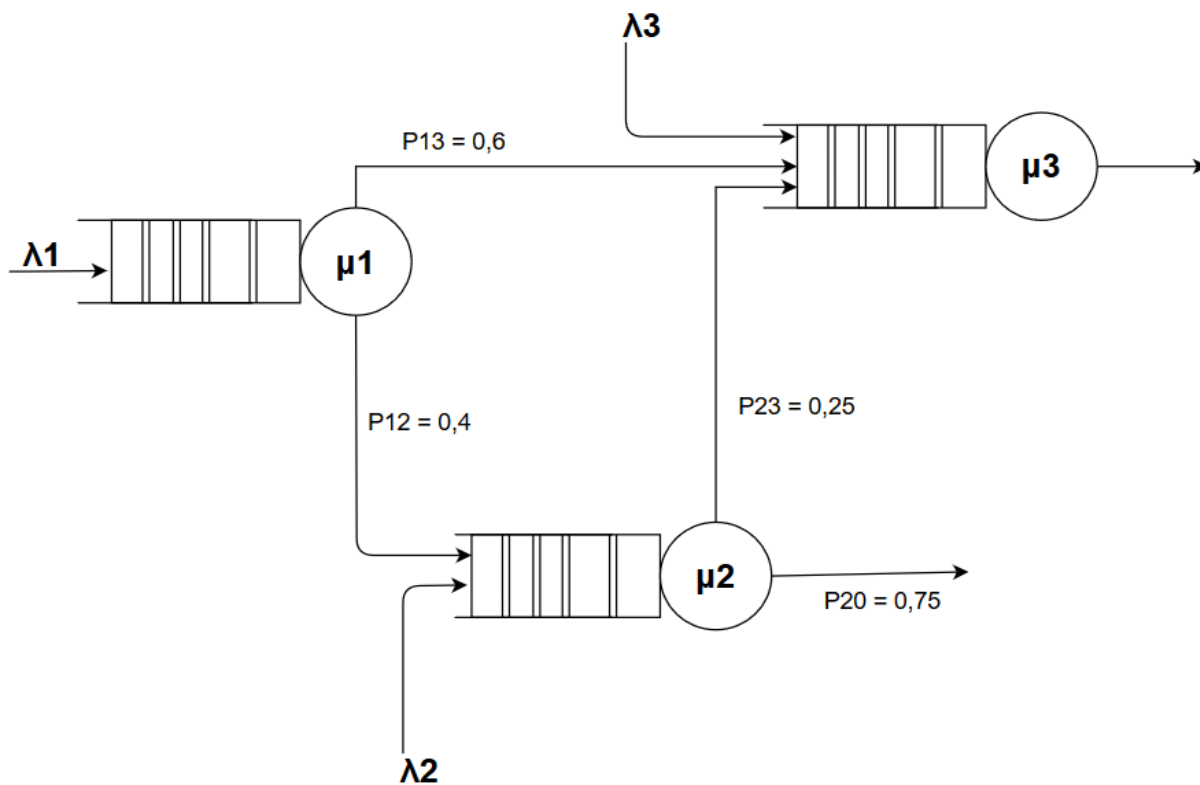 λ3
P13 = 0,6
μ3
λ1
μ1
P12 = 0,4
P23 = 0,25
μ2
P20 = 0,75
λ2